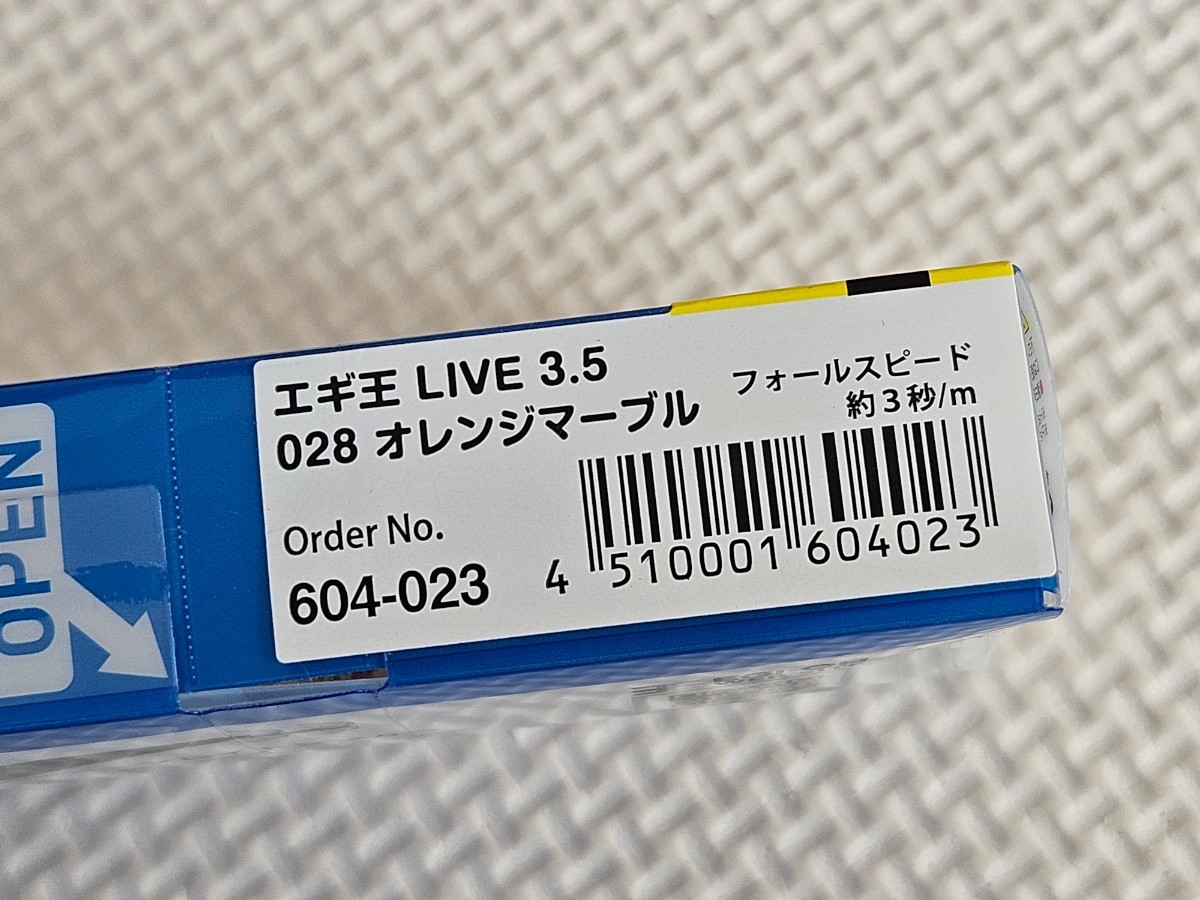 エギ王 LIVE 3.5
028 オレンジマーブル
フォールスピード
約3秒/m
Order No.
604-023
4 510001 604023
OPEN